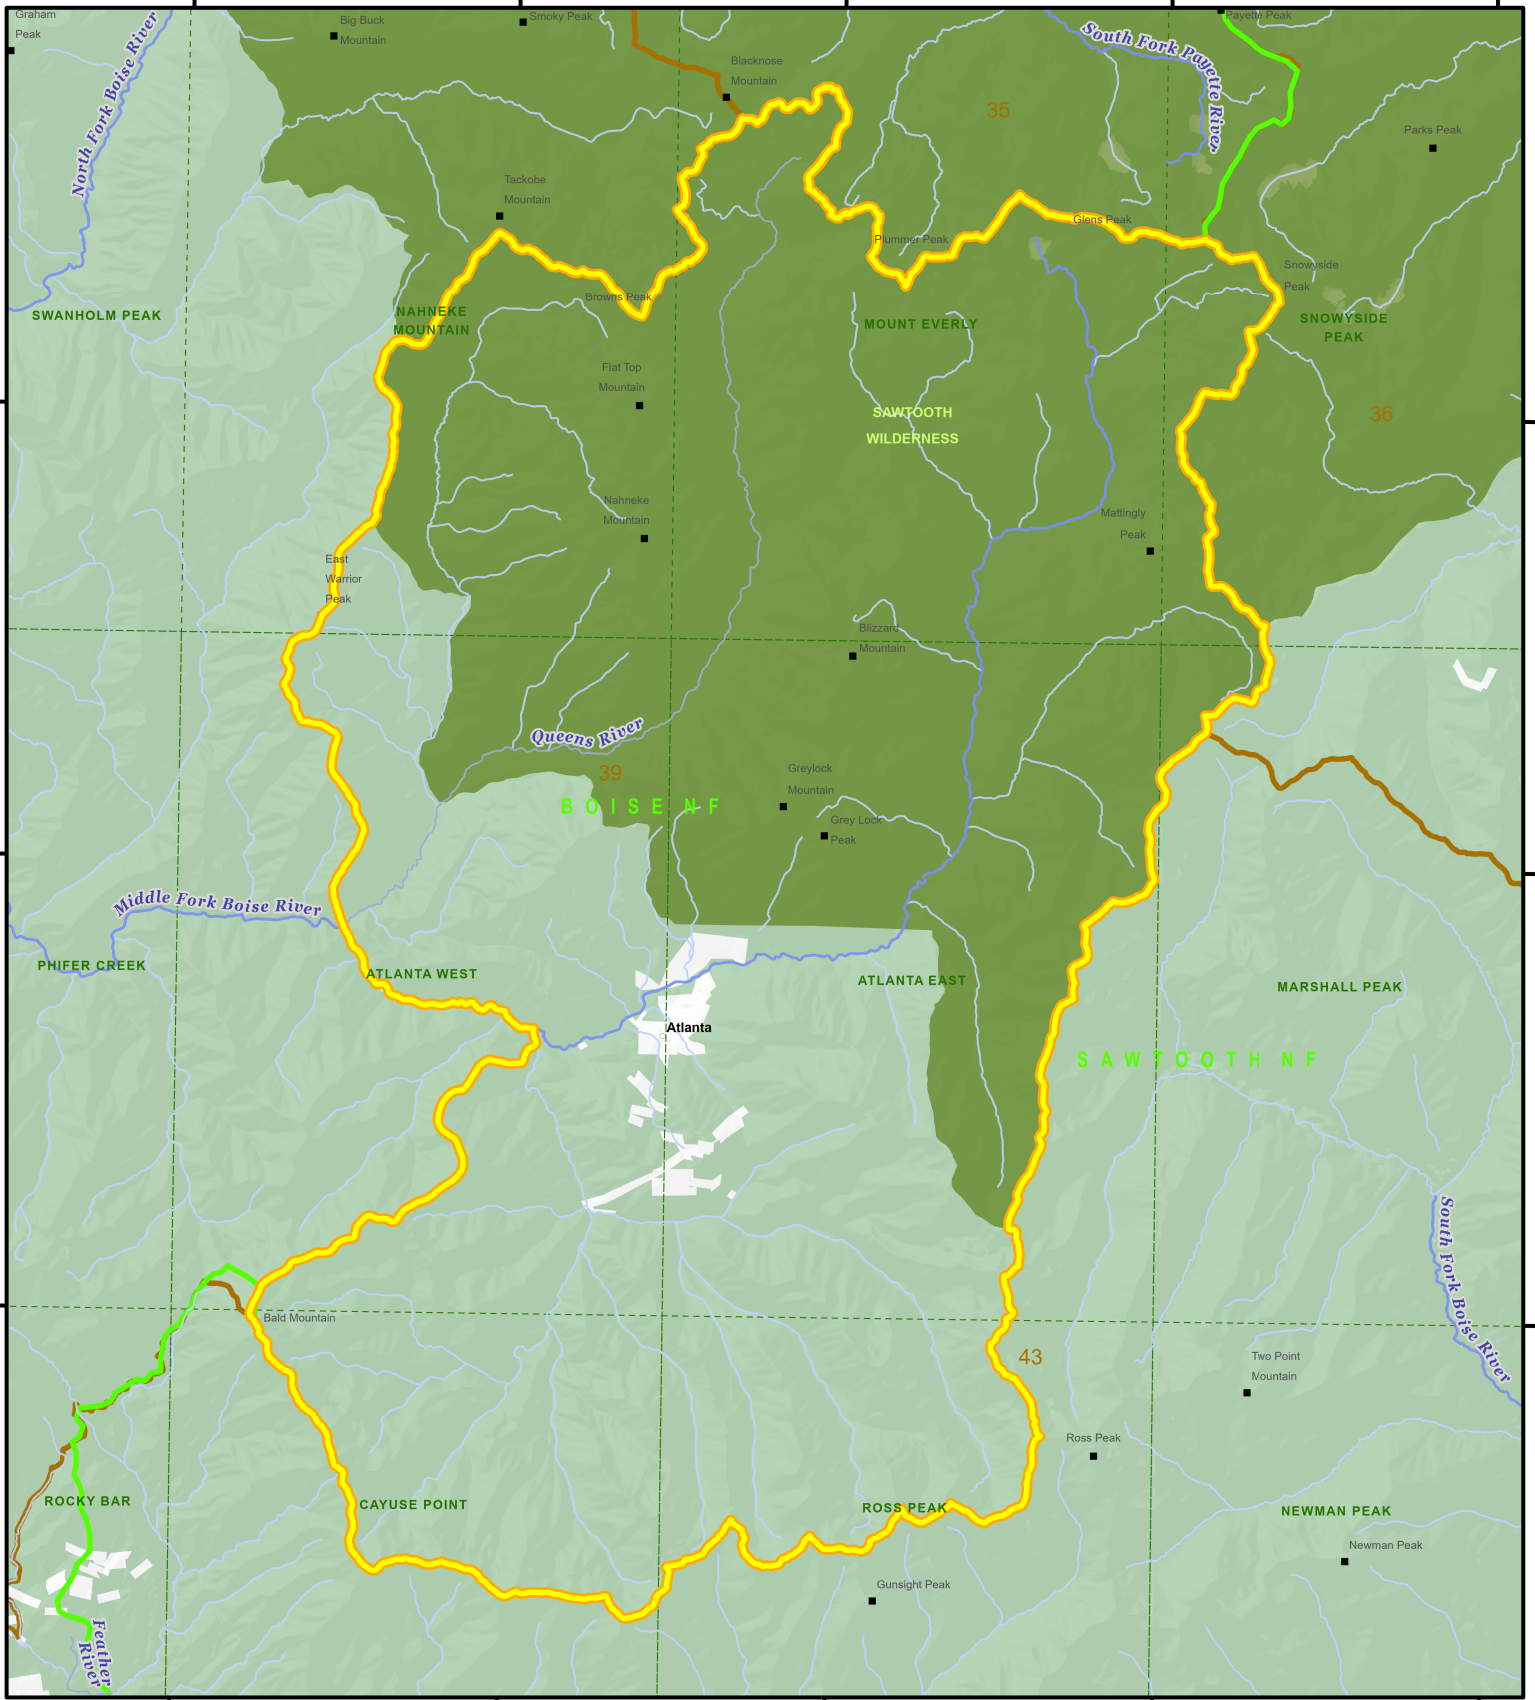 Graham
Peak
Big Buck
Mountain
Smoky Peak
Payette Peak
North Fork Boise River
South Fork Payette River
Blacknose
Mountain
35
Parks Peak
Tackobe
Mountain
Glens Peak
Plummer Peak
Snowyside
Peak
Browns Peak
SWANHOLM PEAK
NAHNEKE
MOUNTAIN
MOUNT EVERLY
SNOWYSIDE
PEAK
Flat Top
Mountain
SAWTOOTH
WILDERNESS
36
Nahneke
Mountain
Mattingly
Peak
East
Warrior
Peak
Blizzard
Mountain
Queens River
39
BOISE NF
Greylock
Mountain
Grey Lock
Peak
Middle Fork Boise River
PHIFER CREEK
ATLANTA WEST
ATLANTA EAST
MARSHALL PEAK
Atlanta
SAWTOOTH NF
South Fork Boise River
Bald Mountain
43
Two Point
Mountain
Ross Peak
ROCKY BAR
CAYUSE POINT
ROSS PEAK
NEWMAN PEAK
Newman Peak
Gunsight Peak
Feather
River